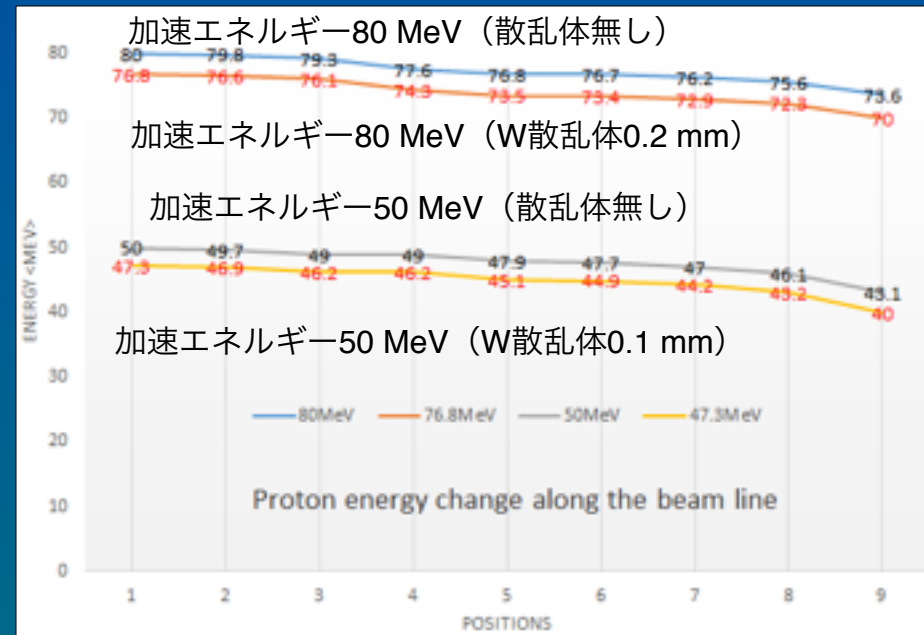 加速エネルギー80 MeV（散乱体無し）
80 79.8 79.3 77.6 76.8 76.7 76.2 75.6 73.6
76.8 76.6 76.1 74.3 73.5 73.4 72.9 72.3 70
加速エネルギー80 MeV（W散乱体0.2 mm）
加速エネルギー50 MeV（散乱体無し）
50 49.7 49 49 47.9 47.7 47 46.1 43.1
47.3 46.9 46.2 46.2 45.1 44.9 44.2 43.2 40
加速エネルギー50 MeV（W散乱体0.1 mm）
80MeV 76.8MeV 50MeV 47.3MeV
Proton energy change along the beam line
ENERGY <MEV>
80
70
60
50
40
30
20
10
0
1 2 3 4 5 6 7 8 9
POSITIONS